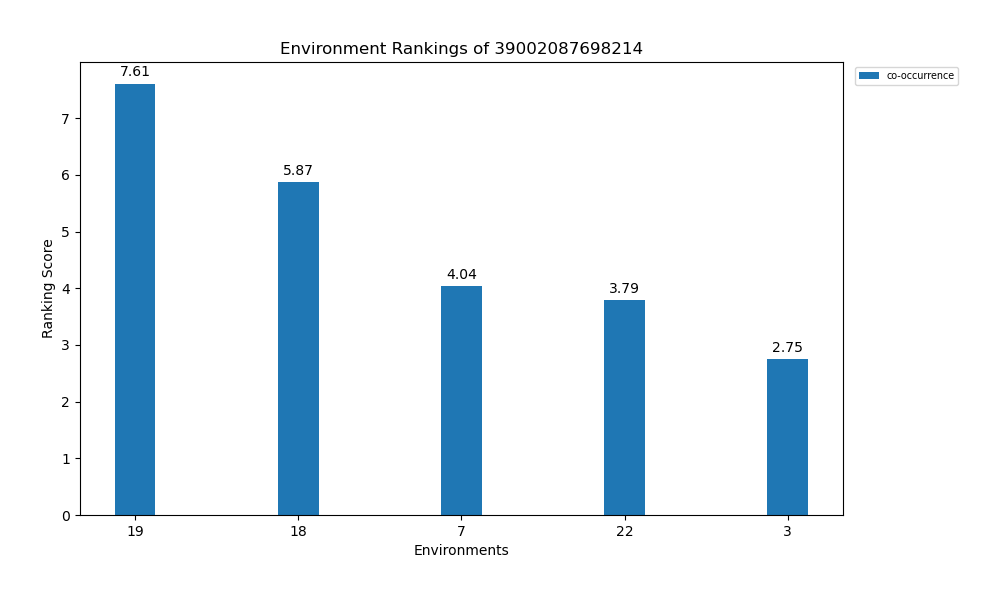 Environment Rankings of 39002087698214
co-occurrence
7.61
5.87
4.04
3.79
2.75
Ranking Score
7
6
5
4
3
2
1
0
19 18 7 22 3
Environments